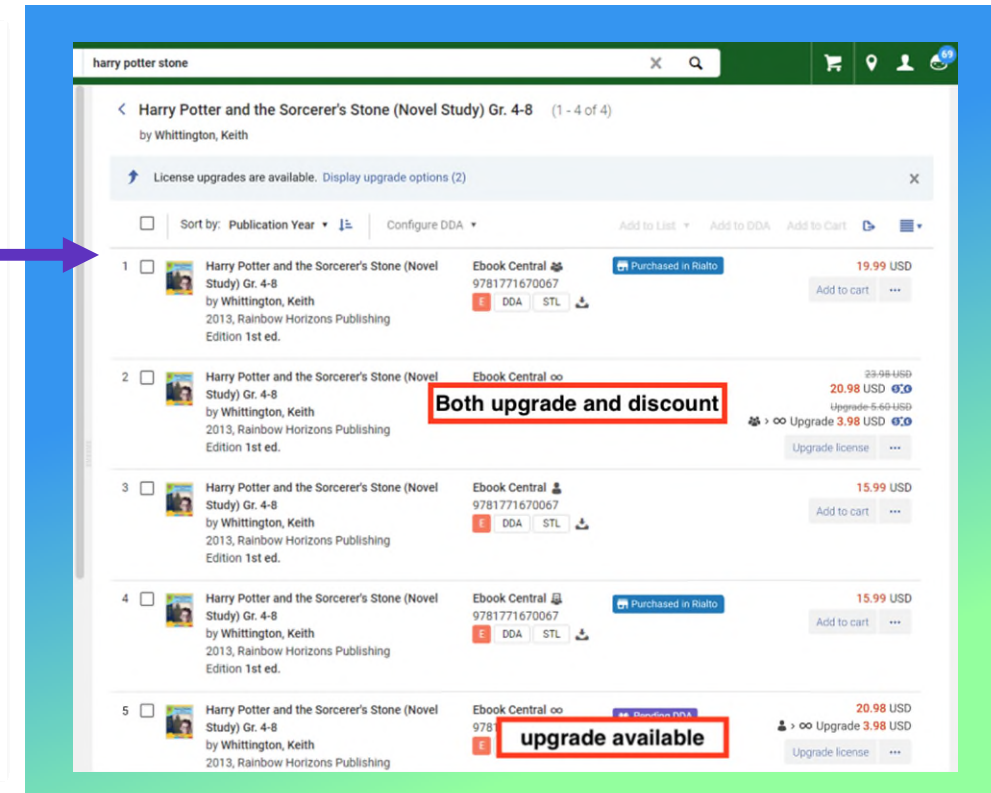 harry potter stone
69
Harry Potter and the Sorcerer's Stone (Novel Study) Gr. 4-8 (1 - 4 of 4)
by Whittington, Keith
License upgrades are available. Display upgrade options (2)
Sort by: Publication Year Configure DDA Add to List Add to DDA Add to Cart
1 Harry Potter and the Sorcerer's Stone (Novel Ebook Central Purchased in Rialto 19.99 USD
Study) Gr. 4-8 9781771670067
by Whittington, Keith E DDA STL Add to cart
2013, Rainbow Horizons Publishing
Edition 1st ed.
2 Harry Potter and the Sorcerer's Stone (Novel Ebook Central ∞ 23.98 USD
Study) Gr. 4-8 20.98 USD
Both upgrade and discount
by Whittington, Keith Upgrade 5.60 USD
2013, Rainbow Horizons Publishing > ∞ Upgrade 3.98 USD
Edition 1st ed. Upgrade license
3 Harry Potter and the Sorcerer's Stone (Novel Ebook Central 15.99 USD
Study) Gr. 4-8 9781771670067
by Whittington, Keith E DDA STL Add to cart
2013, Rainbow Horizons Publishing
Edition 1st ed.
4 Harry Potter and the Sorcerer's Stone (Novel Ebook Central Purchased in Rialto 15.99 USD
Study) Gr. 4-8 9781771670067
by Whittington, Keith E DDA STL Add to cart
2013, Rainbow Horizons Publishing
Edition 1st ed.
5 Harry Potter and the Sorcerer's Stone (Novel Ebook Central ∞ Pending DDA 20.98 USD
Study) Gr. 4-8 978 > ∞ Upgrade 3.98 USD
upgrade available
by Whittington, Keith E Upgrade license
2013, Rainbow Horizons Publishing